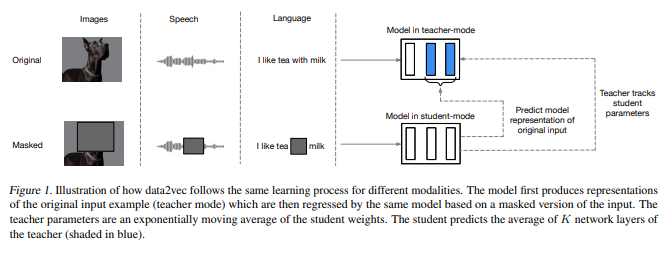 Images Speech Language
Model in teacher-mode
Original
I like tea with milk
Teacher tracks
student
parameters
Predict model
representation of
original input
Model in student-mode
Masked
I like tea milk
Figure 1. Illustration of how data2vec follows the same learning process for different modalities. The model first produces representations
of the original input example (teacher mode) which are then regressed by the same model based on a masked version of the input. The
teacher parameters are an exponentially moving average of the student weights. The student predicts the average of K network layers of
the teacher (shaded in blue).